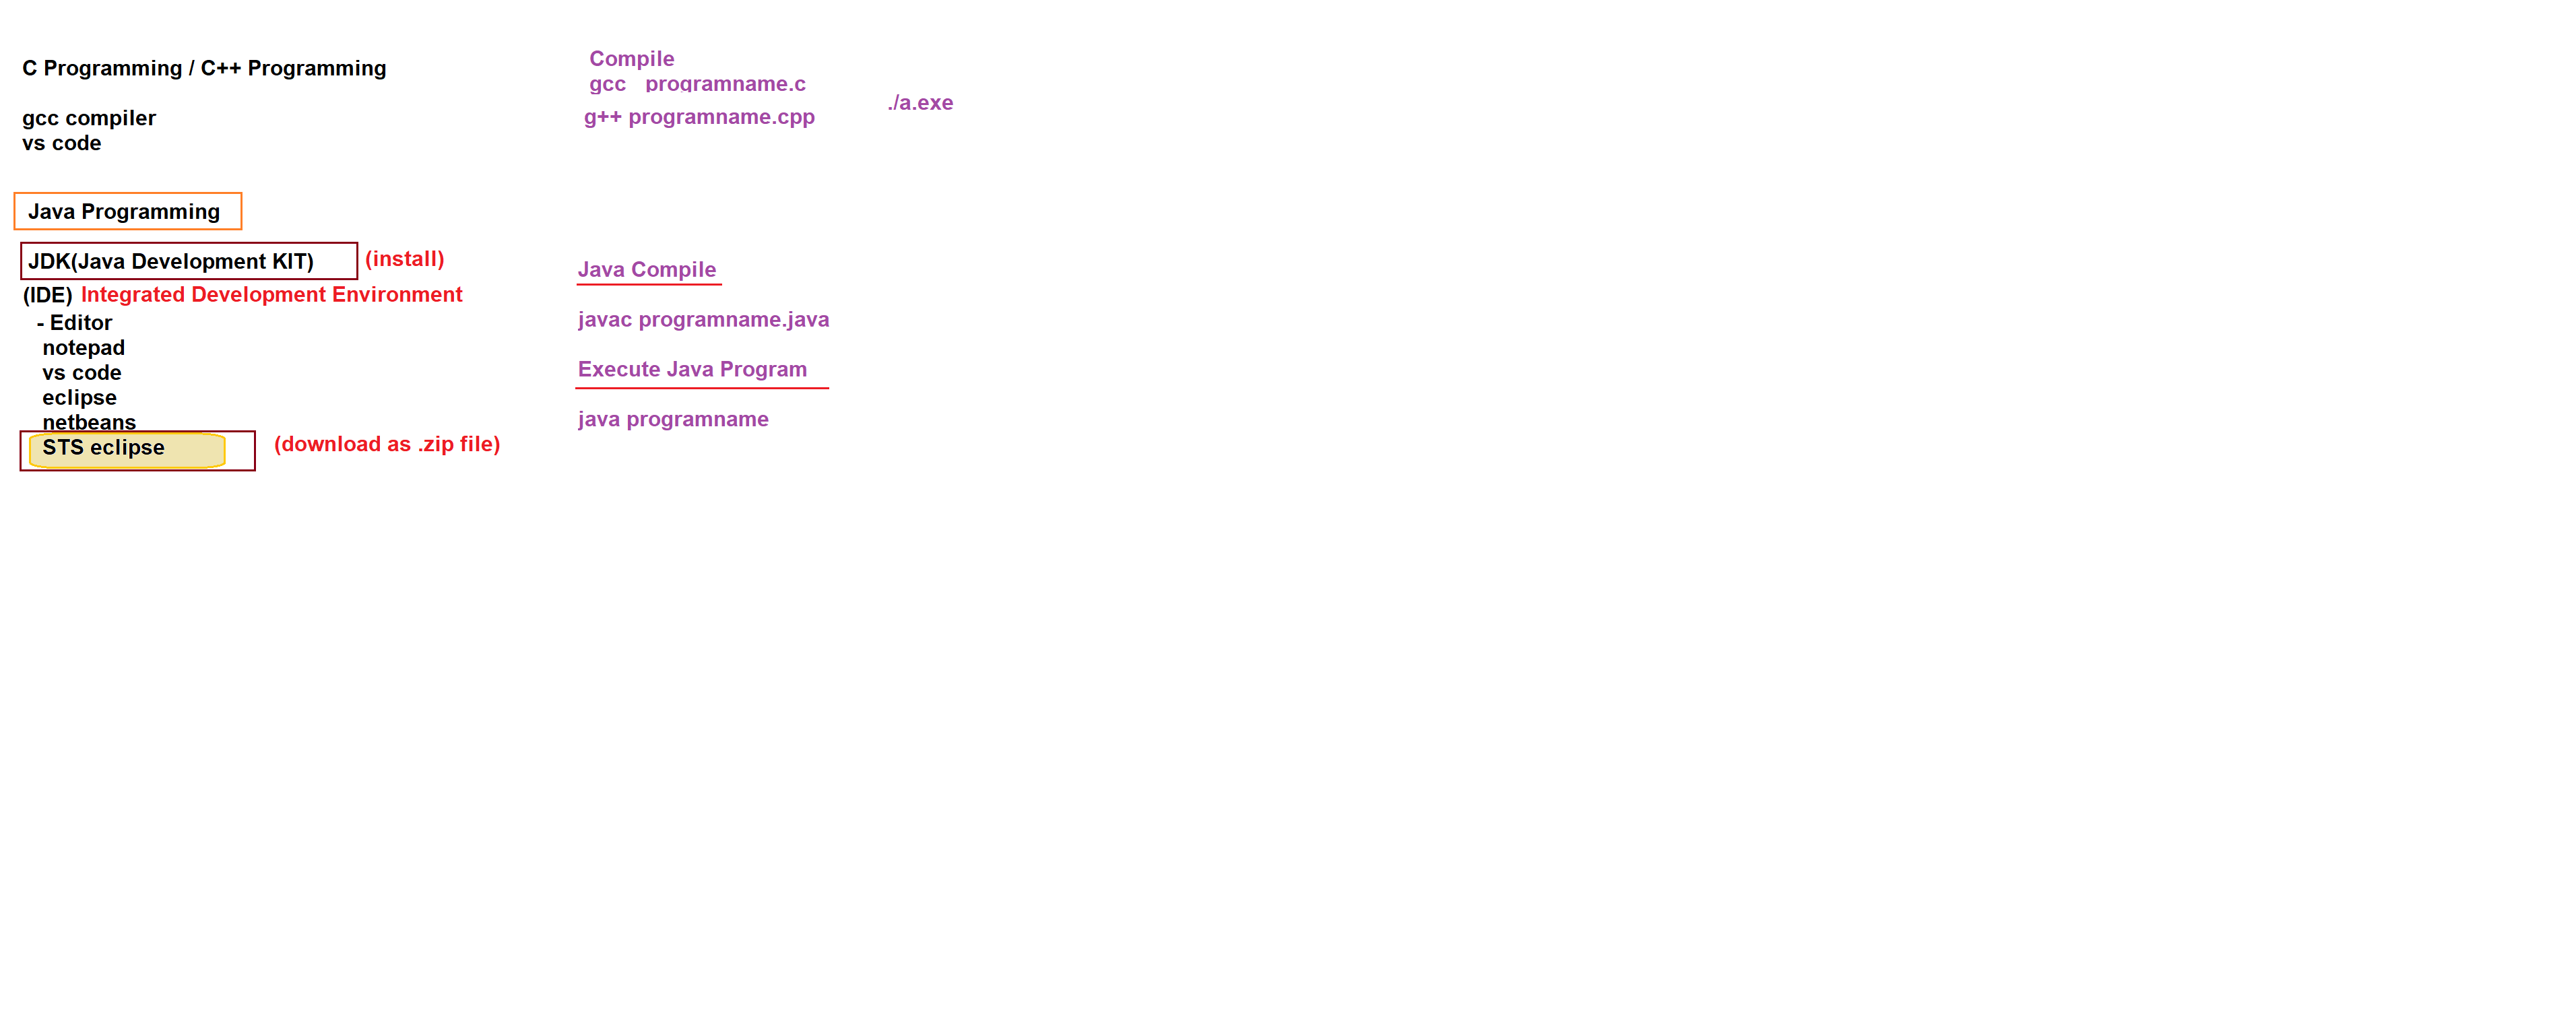 C Programming / C++ Programming
gcc compiler
vs code
Compile
gcc programname.c
g++ programname.cpp
./a.exe
Java Programming
JDK(Java Development KIT) (install)
(IDE) Integrated Development Environment
- Editor
notepad
vs code
eclipse
netbeans
STS eclipse (download as .zip file)
Java Compile
javac programname.java
Execute Java Program
java programname